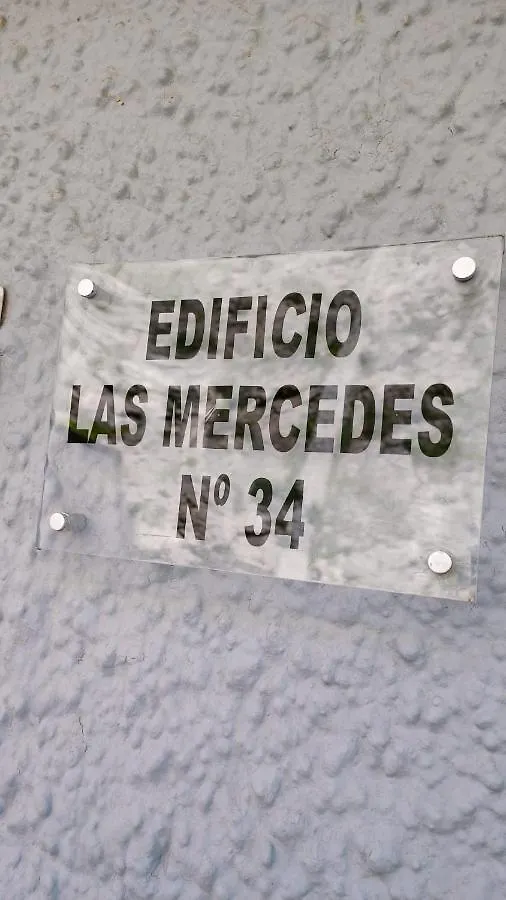 EDIFICIO
LAS MERCEDES
Nº 34